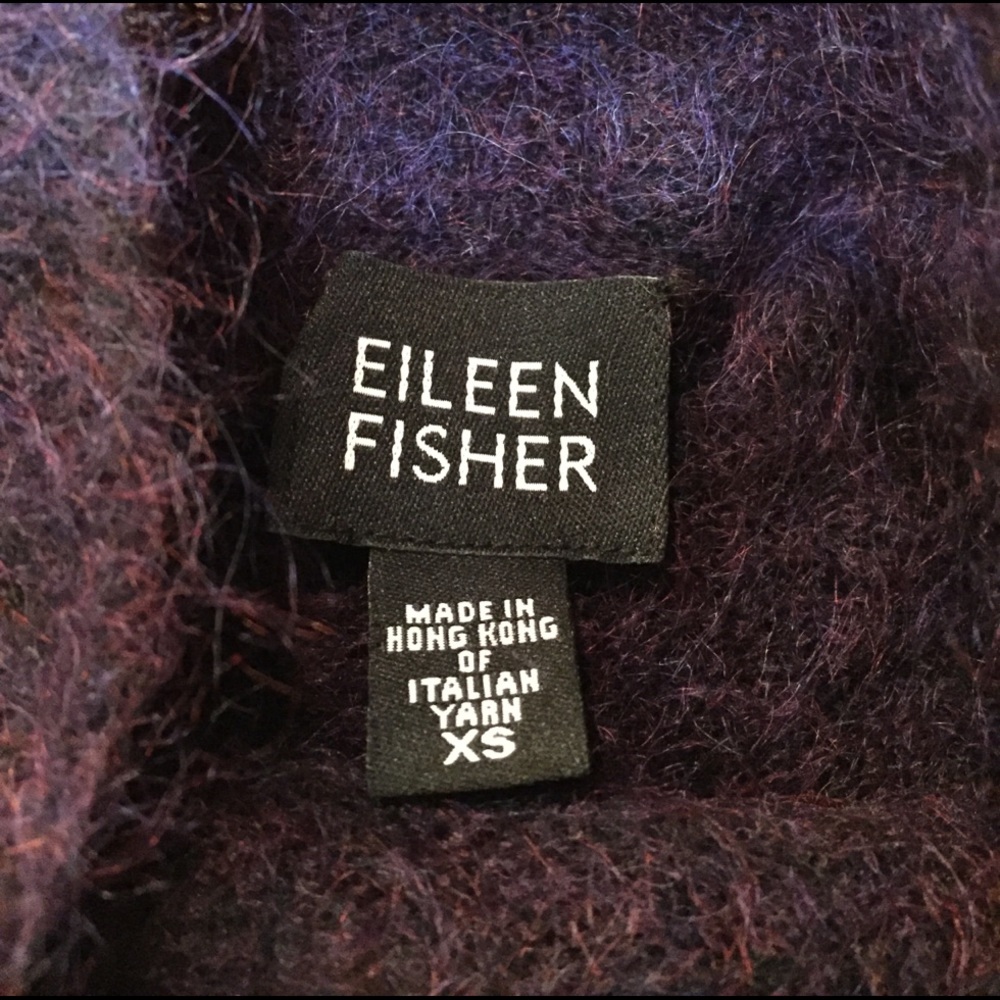 EILEEN
FISHER
MADE IN
HONG KONG
OF
ITALIAN
YARN
XS